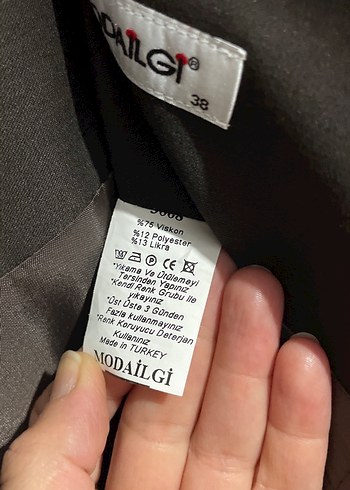 MODAİLGİ®
38
%75 Viskon
%12 Polyester
%13 Likra
P CE
*Yıkama Ve Ütülemeyi
Tersinden Yapınız
*Kendi Renk Grubu ile
yıkayınız
*Üst Üste 3 Günden
Fazla kullanmayınız
*Renk Koruyucu Deterjan
Kullanınız
Made in TURKEY
MODAİLGİ